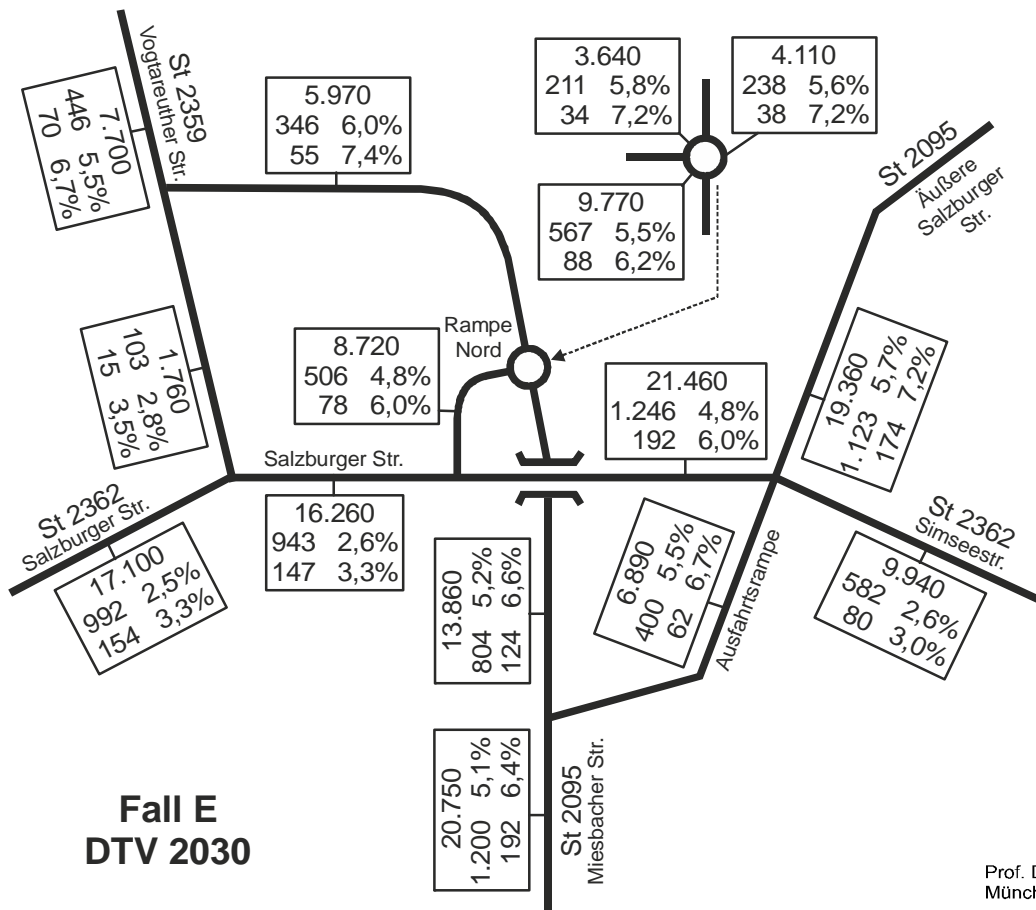 St 2359
Vogtareuther Str.
7.700
446 5,5%
70 6,7%
5.970
346 6,0%
55 7,4%
3.640
211 5,8%
34 7,2%
4.110
238 5,6%
38 7,2%
9.770
567 5,5%
88 6,2%
St 2095
Äußere
Salzburger
Str.
1.760
103 2,8%
15 3,5%
Rampe
Nord
8.720
506 4,8%
78 6,0%
21.460
1.246 4,8%
192 6,0%
19.360
1.123 5,7%
174 7,2%
Salzburger Str.
St 2362
Salzburger Str.
17.100
992 2,5%
154 3,3%
16.260
943 2,6%
147 3,3%
13.860
804 5,2%
124 6,6%
6.890
400 5,5%
62 6,7%
Ausfahrtsrampe
St 2362
Simseestr.
9.940
582 2,6%
80 3,0%
20.750
1.200 5,1%
192 6,4%
St 2095
Miesbacher Str.
Fall E
DTV 2030
Prof. D
Münch